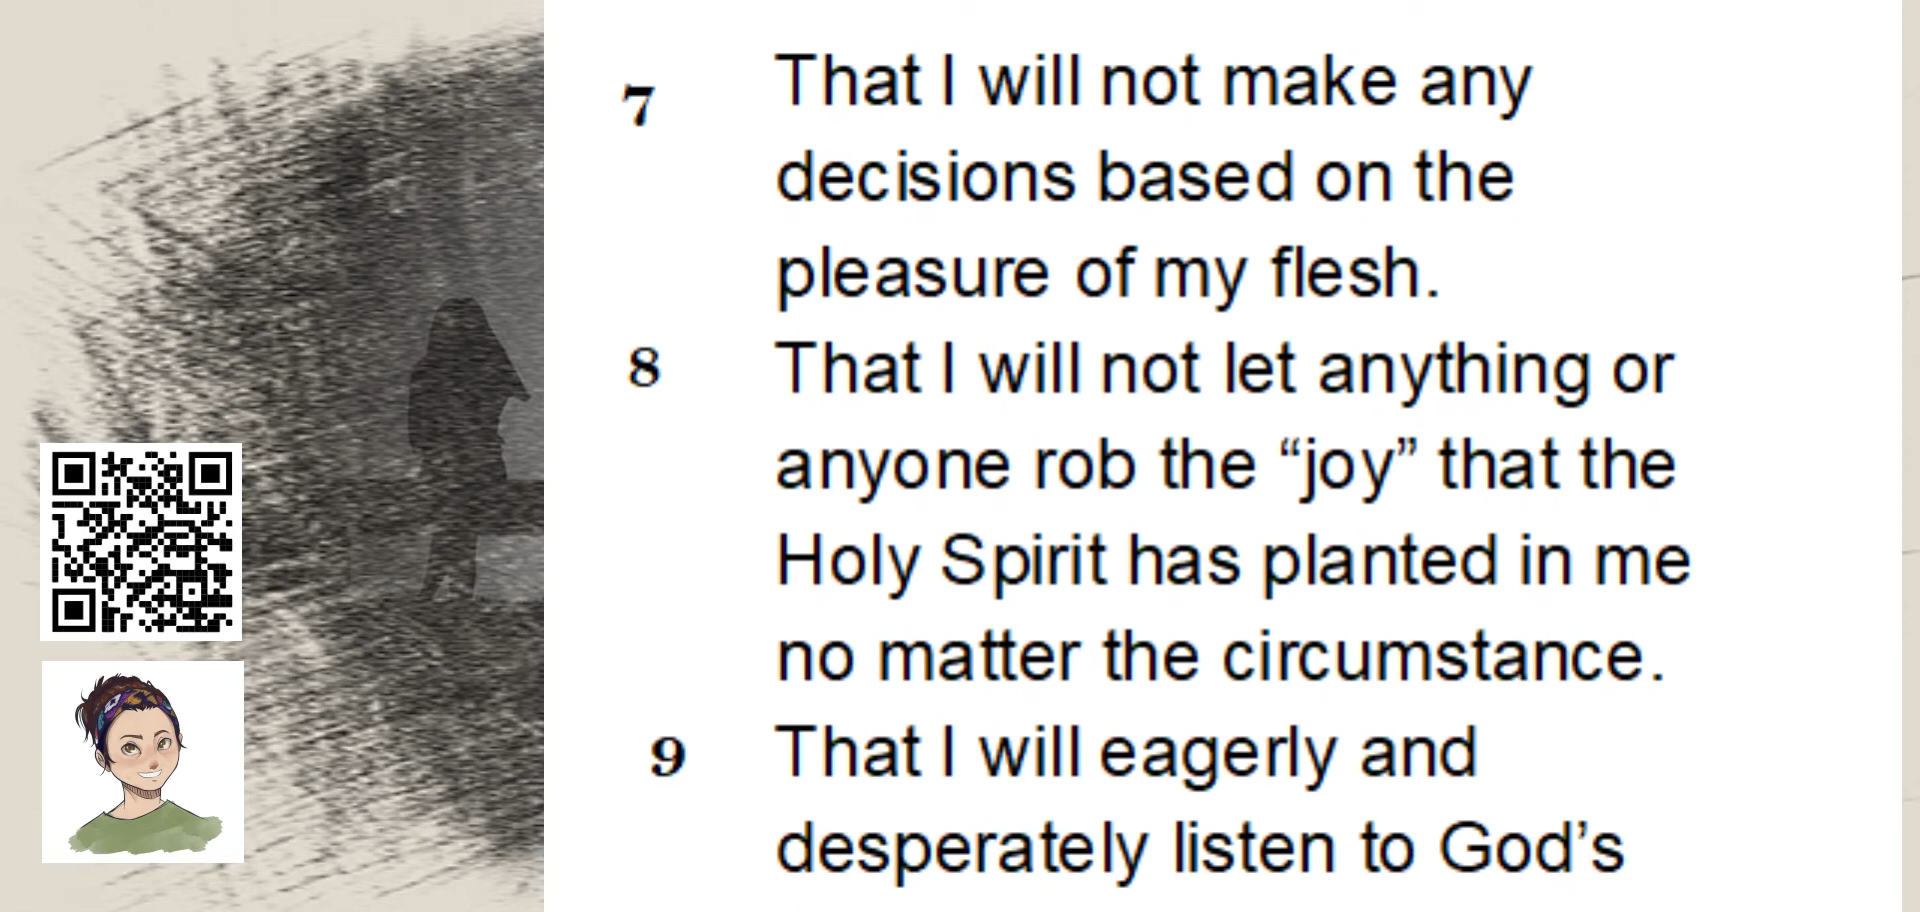 7 That I will not make any
decisions based on the
pleasure of my flesh.
8 That I will not let anything or
anyone rob the “joy” that the
Holy Spirit has planted in me
no matter the circumstance.
9 That I will eagerly and
desperately listen to God’s